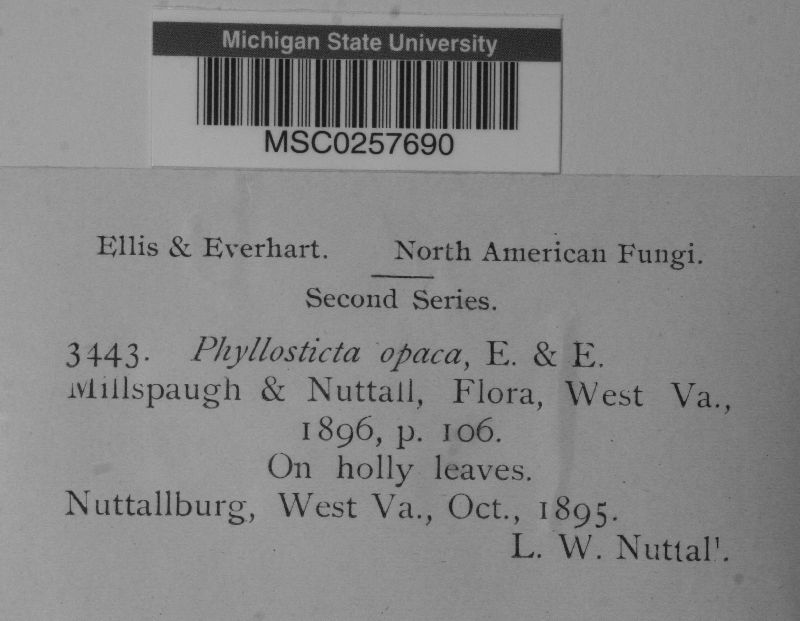 Michigan State University
MSC0257690
Ellis & Everhart. North American Fungi.
Second Series.
3443. Phyllosticta opaca, E. & E.
Millspaugh & Nuttall, Flora, West Va.,
1896, p. 106.
On holly leaves.
Nuttallburg, West Va., Oct., 1895.
L. W. Nuttall.